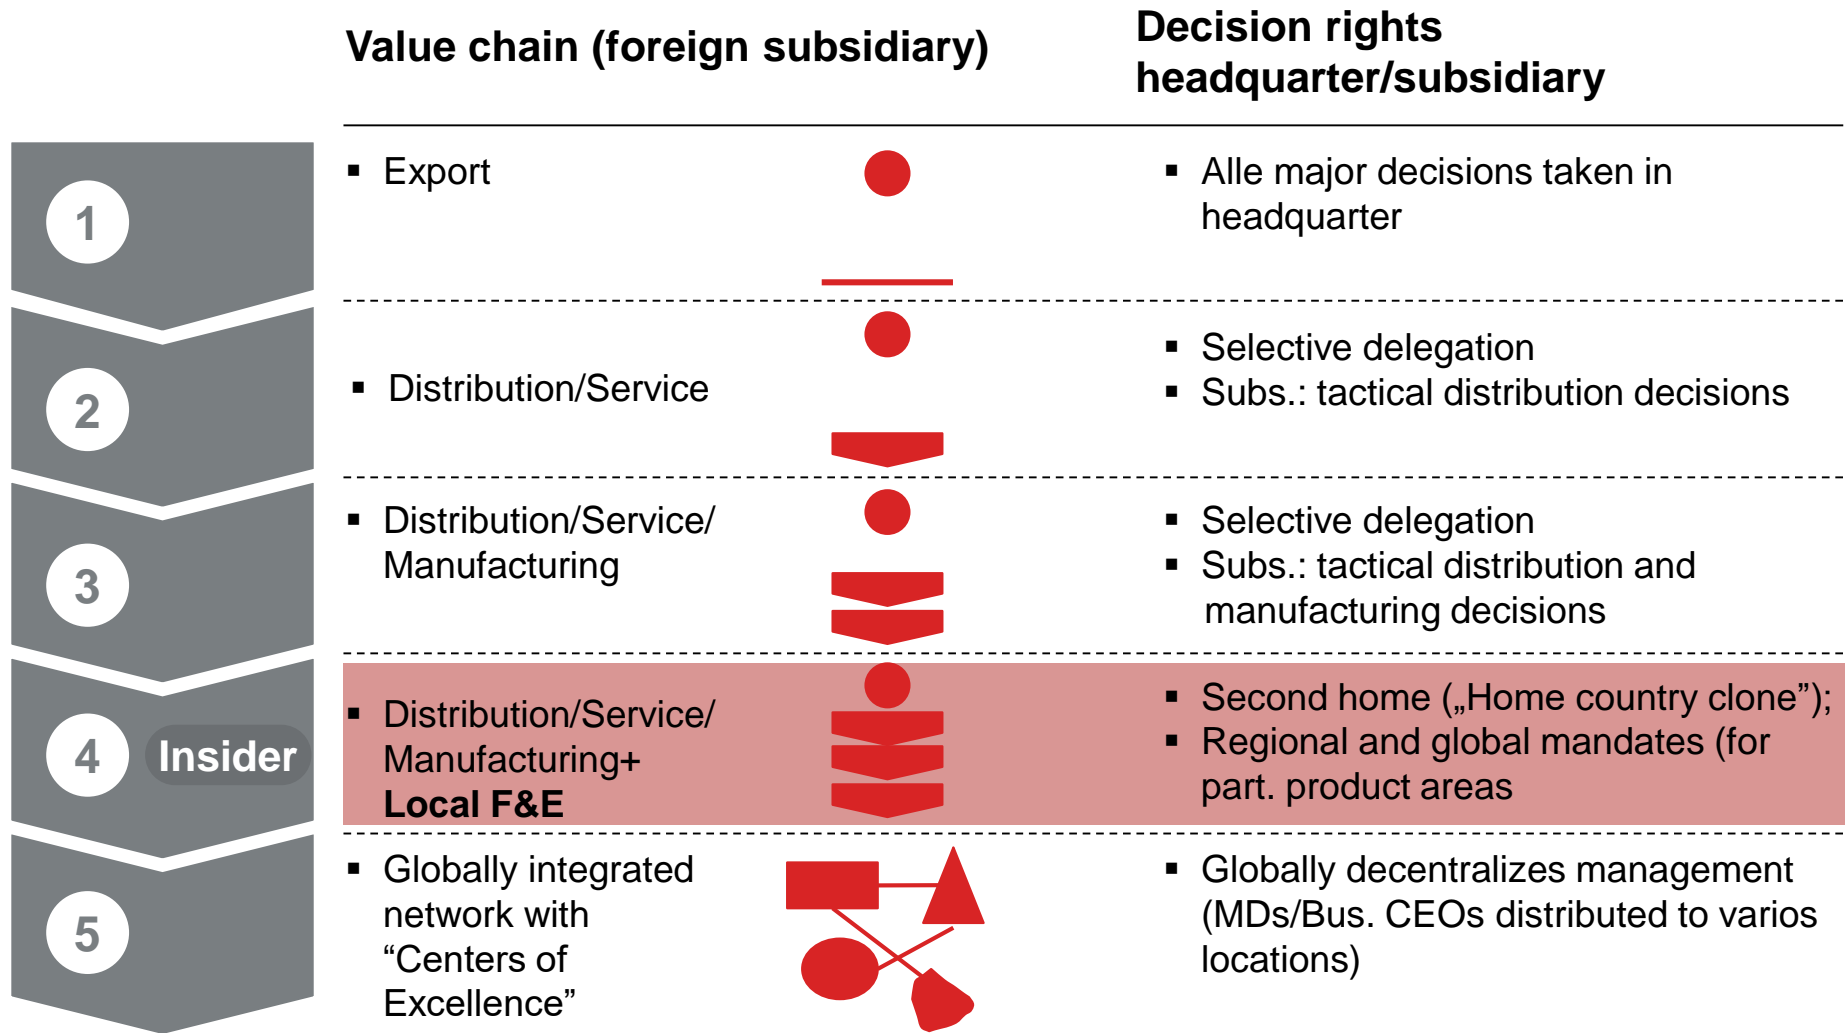 Value chain (foreign subsidiary)
Decision rights
headquarter/subsidiary
1
▪ Export
▪ Alle major decisions taken in
headquarter
2
▪ Distribution/Service
▪ Selective delegation
▪ Subs.: tactical distribution decisions
3
▪ Distribution/Service/
Manufacturing
▪ Selective delegation
▪ Subs.: tactical distribution and
manufacturing decisions
4 Insider
▪ Distribution/Service/
Manufacturing+
Local F&E
▪ Second home („Home country clone”);
▪ Regional and global mandates (for
part. product areas
5
▪ Globally integrated
network with
“Centers of
Excellence”
▪ Globally decentralizes management
(MDs/Bus. CEOs distributed to varios
locations)